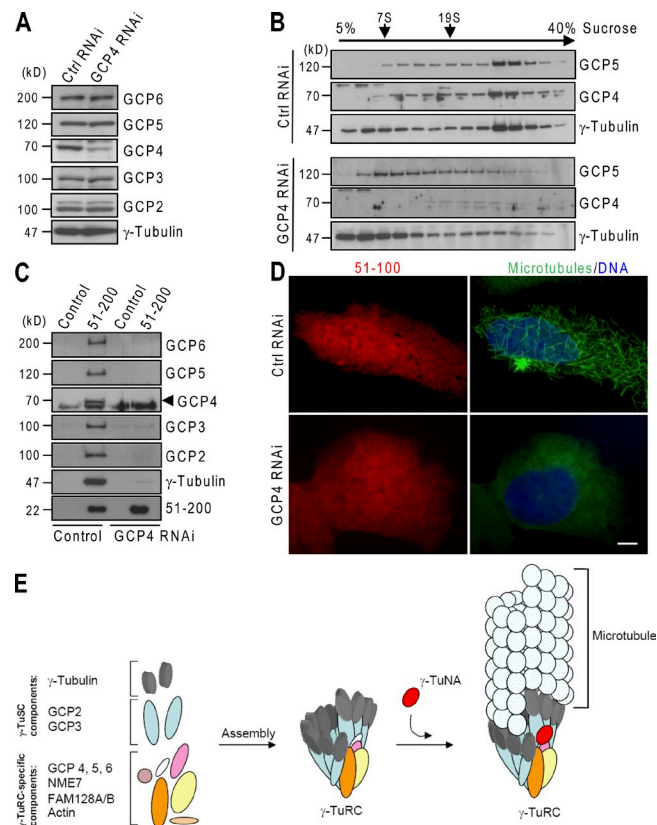 A
Ctrl RNAi
GCP4 RNAi
(kD)
200 GCP6
120 GCP5
70 GCP4
100 GCP3
100 GCP2
47 γ-Tubulin
B
7S 19S
5% 40% Sucrose
(kD)
Ctrl RNAi
120 GCP5
70 GCP4
47 γ-Tubulin
GCP4 RNAi
120 GCP5
70 GCP4
47 γ-Tubulin
C
Control
51-200
Control
51-200
(kD)
200 GCP6
120 GCP5
70 GCP4
100 GCP3
100 GCP2
47 γ-Tubulin
22 51-200
Control GCP4 RNAi
D
51-100 Microtubules/DNA
Ctrl RNAi
GCP4 RNAi
E
γ-TuSC
components:
γ-Tubulin
GCP2
GCP3
γ-TuRC-specific
components:
GCP 4, 5, 6
NME7
FAM128A/B
Actin
Assembly
γ-TuRC
γ-TuNA
Microtubule
γ-TuRC